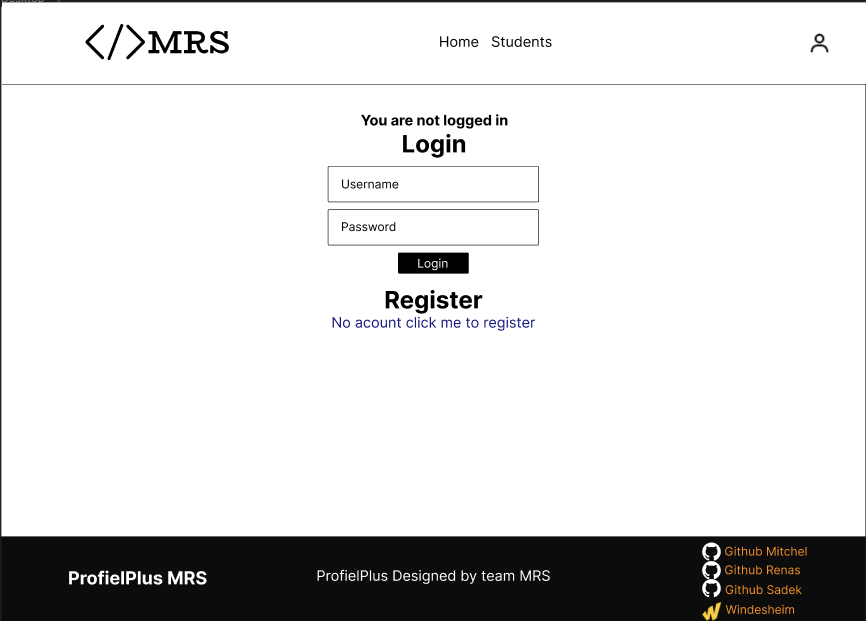 </>MRS
Home Students
You are not logged in
Login
Username
Password
Login
Register
No acount click me to register
ProfielPlus MRS
ProfielPlus Designed by team MRS
Github Mitchel
Github Renas
Github Sadek
Windesheim